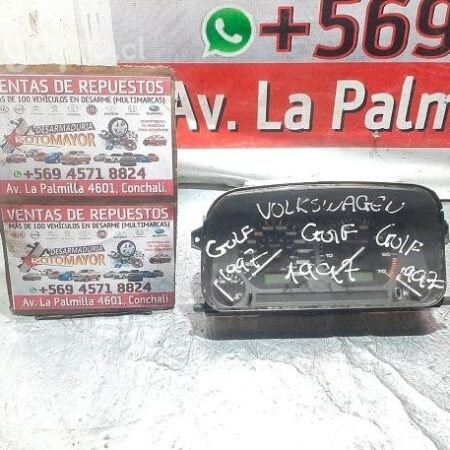 +569
Av. La Palm
VENTAS DE REPUESTOS
MÁS DE 100 VEHÍCULOS EN DESARME (MULTIMARCAS)
DESARMADURIA
SOTOMAYOR
+569 4571 8824
Av. La Palmilla 4601, Conchalí.
VENTAS DE REPUESTOS
MÁS DE 100 VEHÍCULOS EN DESARME (MULTIMARCAS)
DESARMADURIA
SOTOMAYOR
+569 4571 8824
Av. La Palmilla 4601, Conchalí.
VOLKSWAGEN
GOLF GOLF GOLF
1997 1997 1997